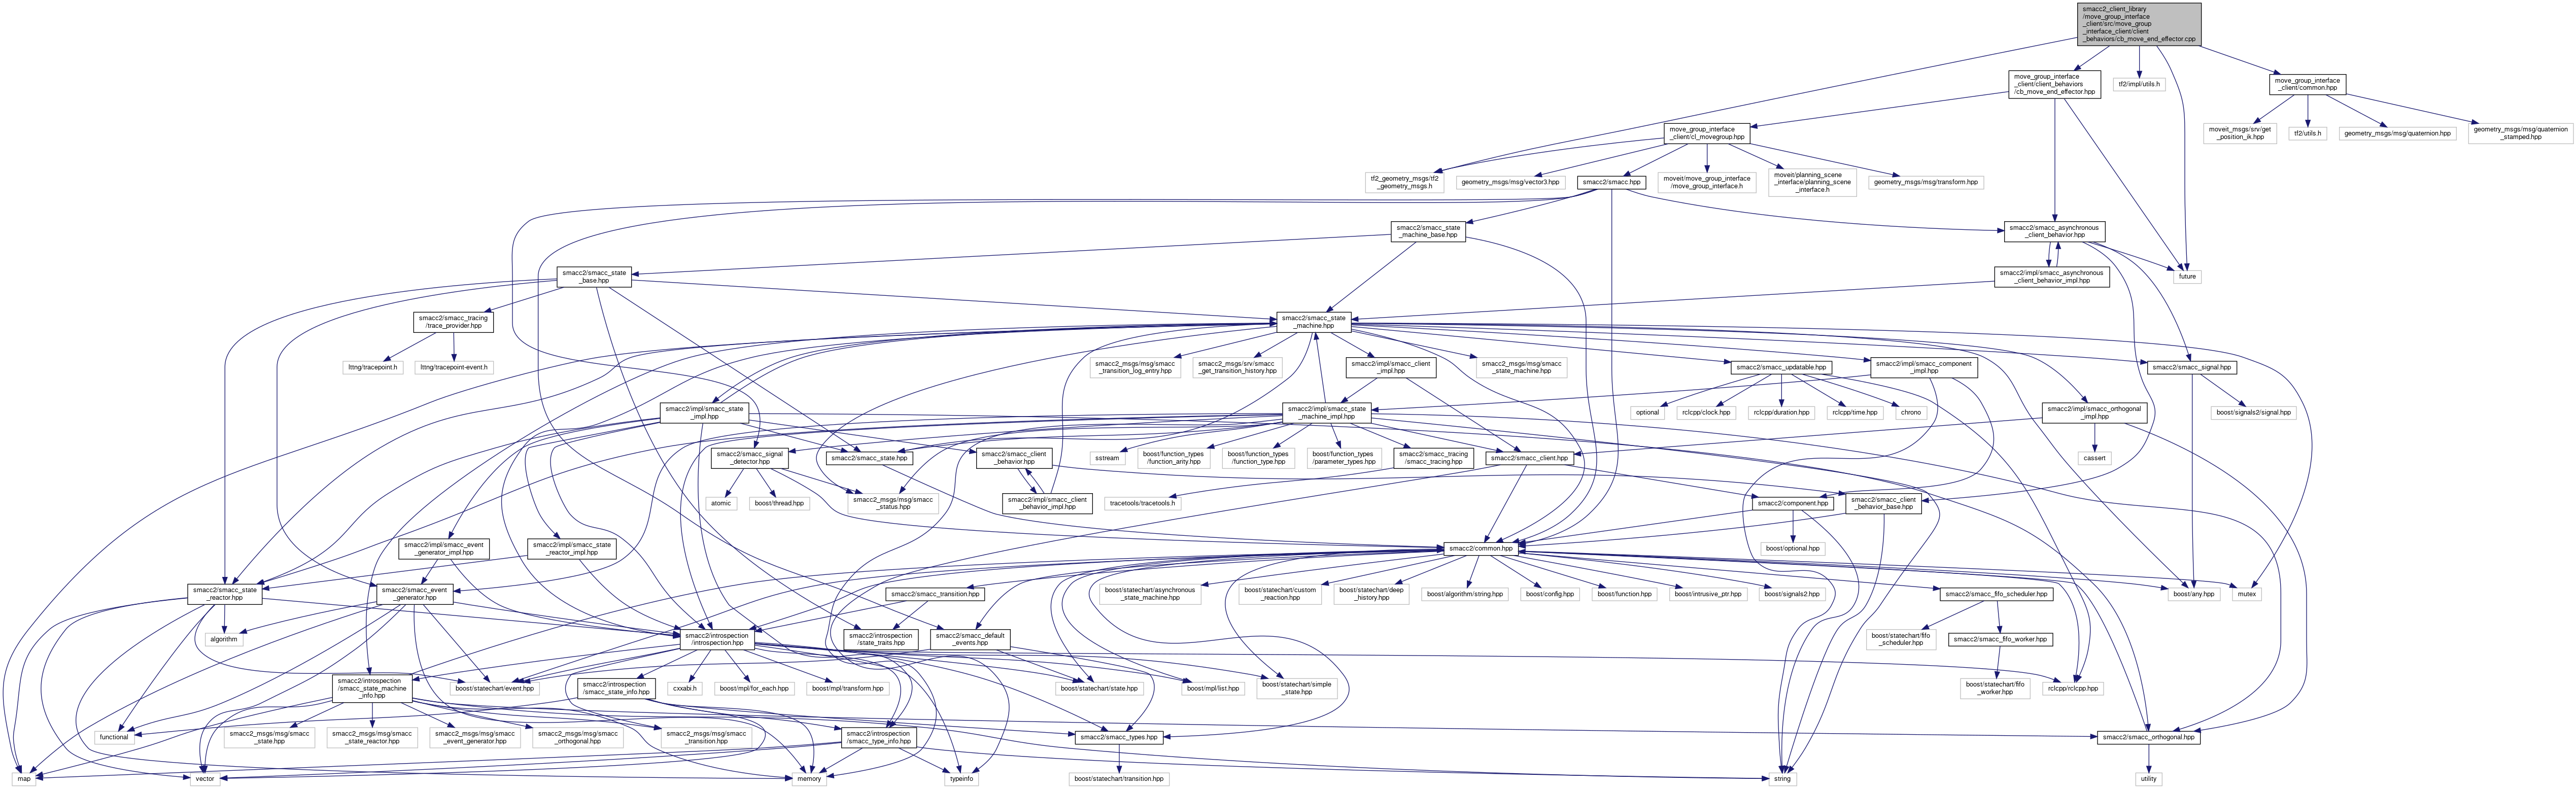 smacc2_client_library
/move_group_interface
_client/src/move_group
_interface_client/client
_behaviors/cb_move_end_effector.cpp
move_group_interface
_client/client_behaviors
/cb_move_end_effector.hpp
tf2/impl/utils.h
move_group_interface
_client/common.hpp
move_group_interface
_client/cl_movegroup.hpp
moveit_msgs/srv/get
_position_ik.hpp
tf2/utils.h
geometry_msgs/msg/quaternion.hpp
geometry_msgs/msg/quaternion
_stamped.hpp
tf2_geometry_msgs/tf2
_geometry_msgs.h
geometry_msgs/msg/vector3.hpp
smacc2/smacc.hpp
moveit/move_group_interface
/move_group_interface.h
moveit/planning_scene
_interface/planning_scene
_interface.h
geometry_msgs/msg/transform.hpp
smacc2/smacc_state
_machine_base.hpp
smacc2/smacc_asynchronous
_client_behavior.hpp
smacc2/smacc_state
_base.hpp
smacc2/impl/smacc_asynchronous
_client_behavior_impl.hpp
future
smacc2/smacc_tracing
/trace_provider.hpp
smacc2/smacc_state
_machine.hpp
lttng/tracepoint.h
lttng/tracepoint-event.h
smacc2_msgs/msg/smacc
_transition_log_entry.hpp
smacc2_msgs/srv/smacc
_get_transition_history.hpp
smacc2/impl/smacc_client
_impl.hpp
smacc2_msgs/msg/smacc
_state_machine.hpp
smacc2/smacc_updatable.hpp
smacc2/impl/smacc_component
_impl.hpp
smacc2/smacc_signal.hpp
smacc2/impl/smacc_state
_impl.hpp
smacc2/impl/smacc_state
_machine_impl.hpp
optional
rclcpp/clock.hpp
rclcpp/duration.hpp
rclcpp/time.hpp
chrono
smacc2/impl/smacc_orthogonal
_impl.hpp
boost/signals2/signal.hpp
smacc2/smacc_signal
_detector.hpp
smacc2/smacc_state.hpp
smacc2/smacc_client
_behavior.hpp
sstream
boost/function_types
/function_arity.hpp
boost/function_types
/function_type.hpp
boost/function_types
/parameter_types.hpp
smacc2/smacc_tracing
/smacc_tracing.hpp
smacc2/smacc_client.hpp
cassert
atomic
boost/thread.hpp
smacc2_msgs/msg/smacc
_status.hpp
smacc2/impl/smacc_client
_behavior_impl.hpp
tracetools/tracetools.h
smacc2/component.hpp
smacc2/smacc_client
_behavior_base.hpp
smacc2/impl/smacc_event
_generator_impl.hpp
smacc2/impl/smacc_state
_reactor_impl.hpp
smacc2/common.hpp
boost/optional.hpp
smacc2/smacc_state
_reactor.hpp
smacc2/smacc_event
_generator.hpp
smacc2/smacc_transition.hpp
boost/statechart/asynchronous
_state_machine.hpp
boost/statechart/custom
_reaction.hpp
boost/statechart/deep
_history.hpp
boost/algorithm/string.hpp
boost/config.hpp
boost/function.hpp
boost/intrusive_ptr.hpp
boost/signals2.hpp
smacc2/smacc_fifo_scheduler.hpp
boost/any.hpp
mutex
algorithm
smacc2/introspection
/introspection.hpp
smacc2/introspection
/state_traits.hpp
smacc2/smacc_default
_events.hpp
boost/statechart/fifo
_scheduler.hpp
smacc2/smacc_fifo_worker.hpp
smacc2/introspection
/smacc_state_machine
_info.hpp
boost/statechart/event.hpp
smacc2/introspection
/smacc_state_info.hpp
cxxabi.h
boost/mpl/for_each.hpp
boost/mpl/transform.hpp
boost/statechart/state.hpp
boost/mpl/list.hpp
boost/statechart/simple
_state.hpp
boost/statechart/fifo
_worker.hpp
rclcpp/rclcpp.hpp
functional
smacc2_msgs/msg/smacc
_state.hpp
smacc2_msgs/msg/smacc
_state_reactor.hpp
smacc2_msgs/msg/smacc
_event_generator.hpp
smacc2_msgs/msg/smacc
_orthogonal.hpp
smacc2_msgs/msg/smacc
_transition.hpp
smacc2/introspection
/smacc_type_info.hpp
smacc2/smacc_types.hpp
smacc2/smacc_orthogonal.hpp
map
vector
memory
typeinfo
boost/statechart/transition.hpp
string
utility